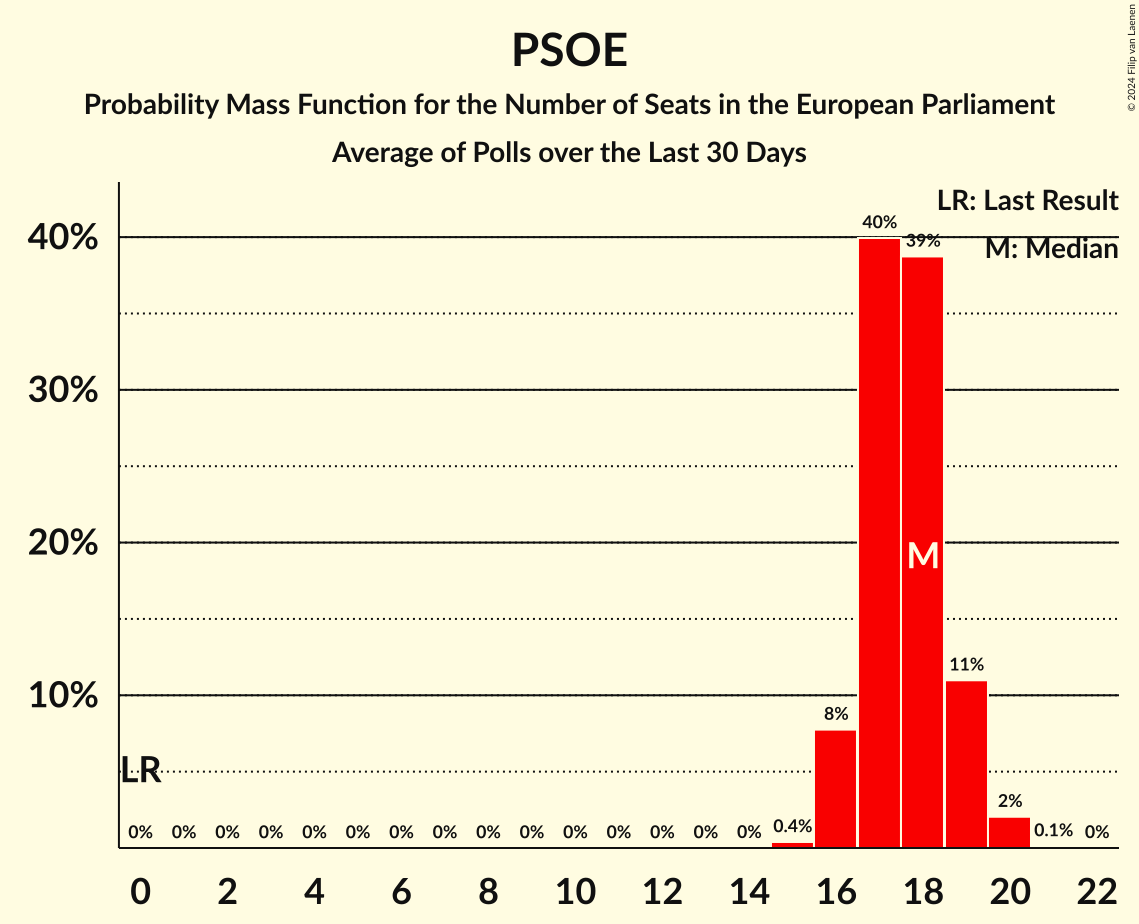 © 2024 Filip van Laenen
PSOE
Probability Mass Function for the Number of Seats in the European Parliament
Average of Polls over the Last 30 Days
LR: Last Result
M: Median
40%
30%
20%
10%
40%
39%
M
11%
8%
LR
2%
0% 0% 0% 0% 0% 0% 0% 0% 0% 0% 0% 0% 0% 0% 0% 0.4% 0.1% 0%
0 2 4 6 8 10 12 14 16 18 20 22